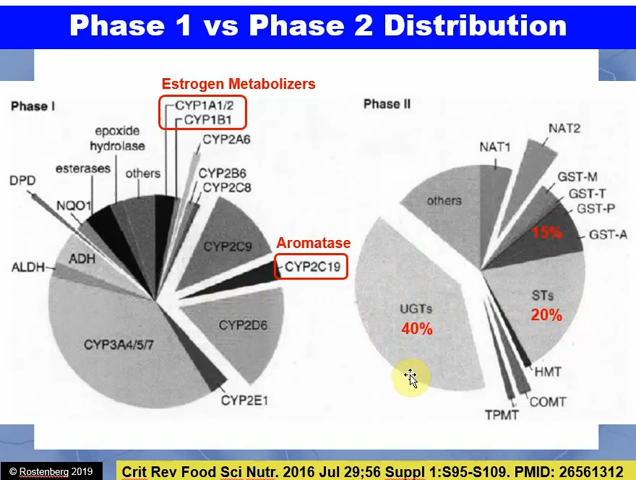 Phase 1 vs Phase 2 Distribution
Estrogen Metabolizers
Phase I
CYP1A1/2
CYP1B1
CYP2A6
CYP2B6
CYP2C8
epoxide
hydrolase
esterases
others
DPD
NQO1
ADH
ALDH
CYP2C9
Aromatase
CYP2C19
CYP2D6
CYP3A4/5/7
CYP2E1
Phase II
NAT1
NAT2
GST-M
GST-T
GST-P
GST-A
15%
others
UGTs
40%
STs
20%
HMT
COMT
TPMT
© Rostenberg 2019
Crit Rev Food Sci Nutr. 2016 Jul 29;56 Suppl 1:S95-S109. PMID: 26561312